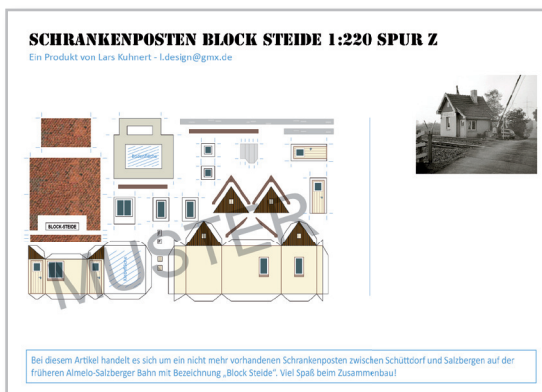 SCHRANKENPOSTEN BLOCK STEIDE 1:220 SPUR Z
Ein Produkt von Lars Kuhnert - l.design@gmx.de
BLOCK-STEIDE
MUSTER
Bei diesem Artikel handelt es sich um ein nicht mehr vorhandenen Schrankenposten zwischen Schüttdorf und Salzbergen auf der
früheren Almelo-Salzberger Bahn mit Bezeichnung „Block Steide". Viel Spaß beim Zusammenbau!